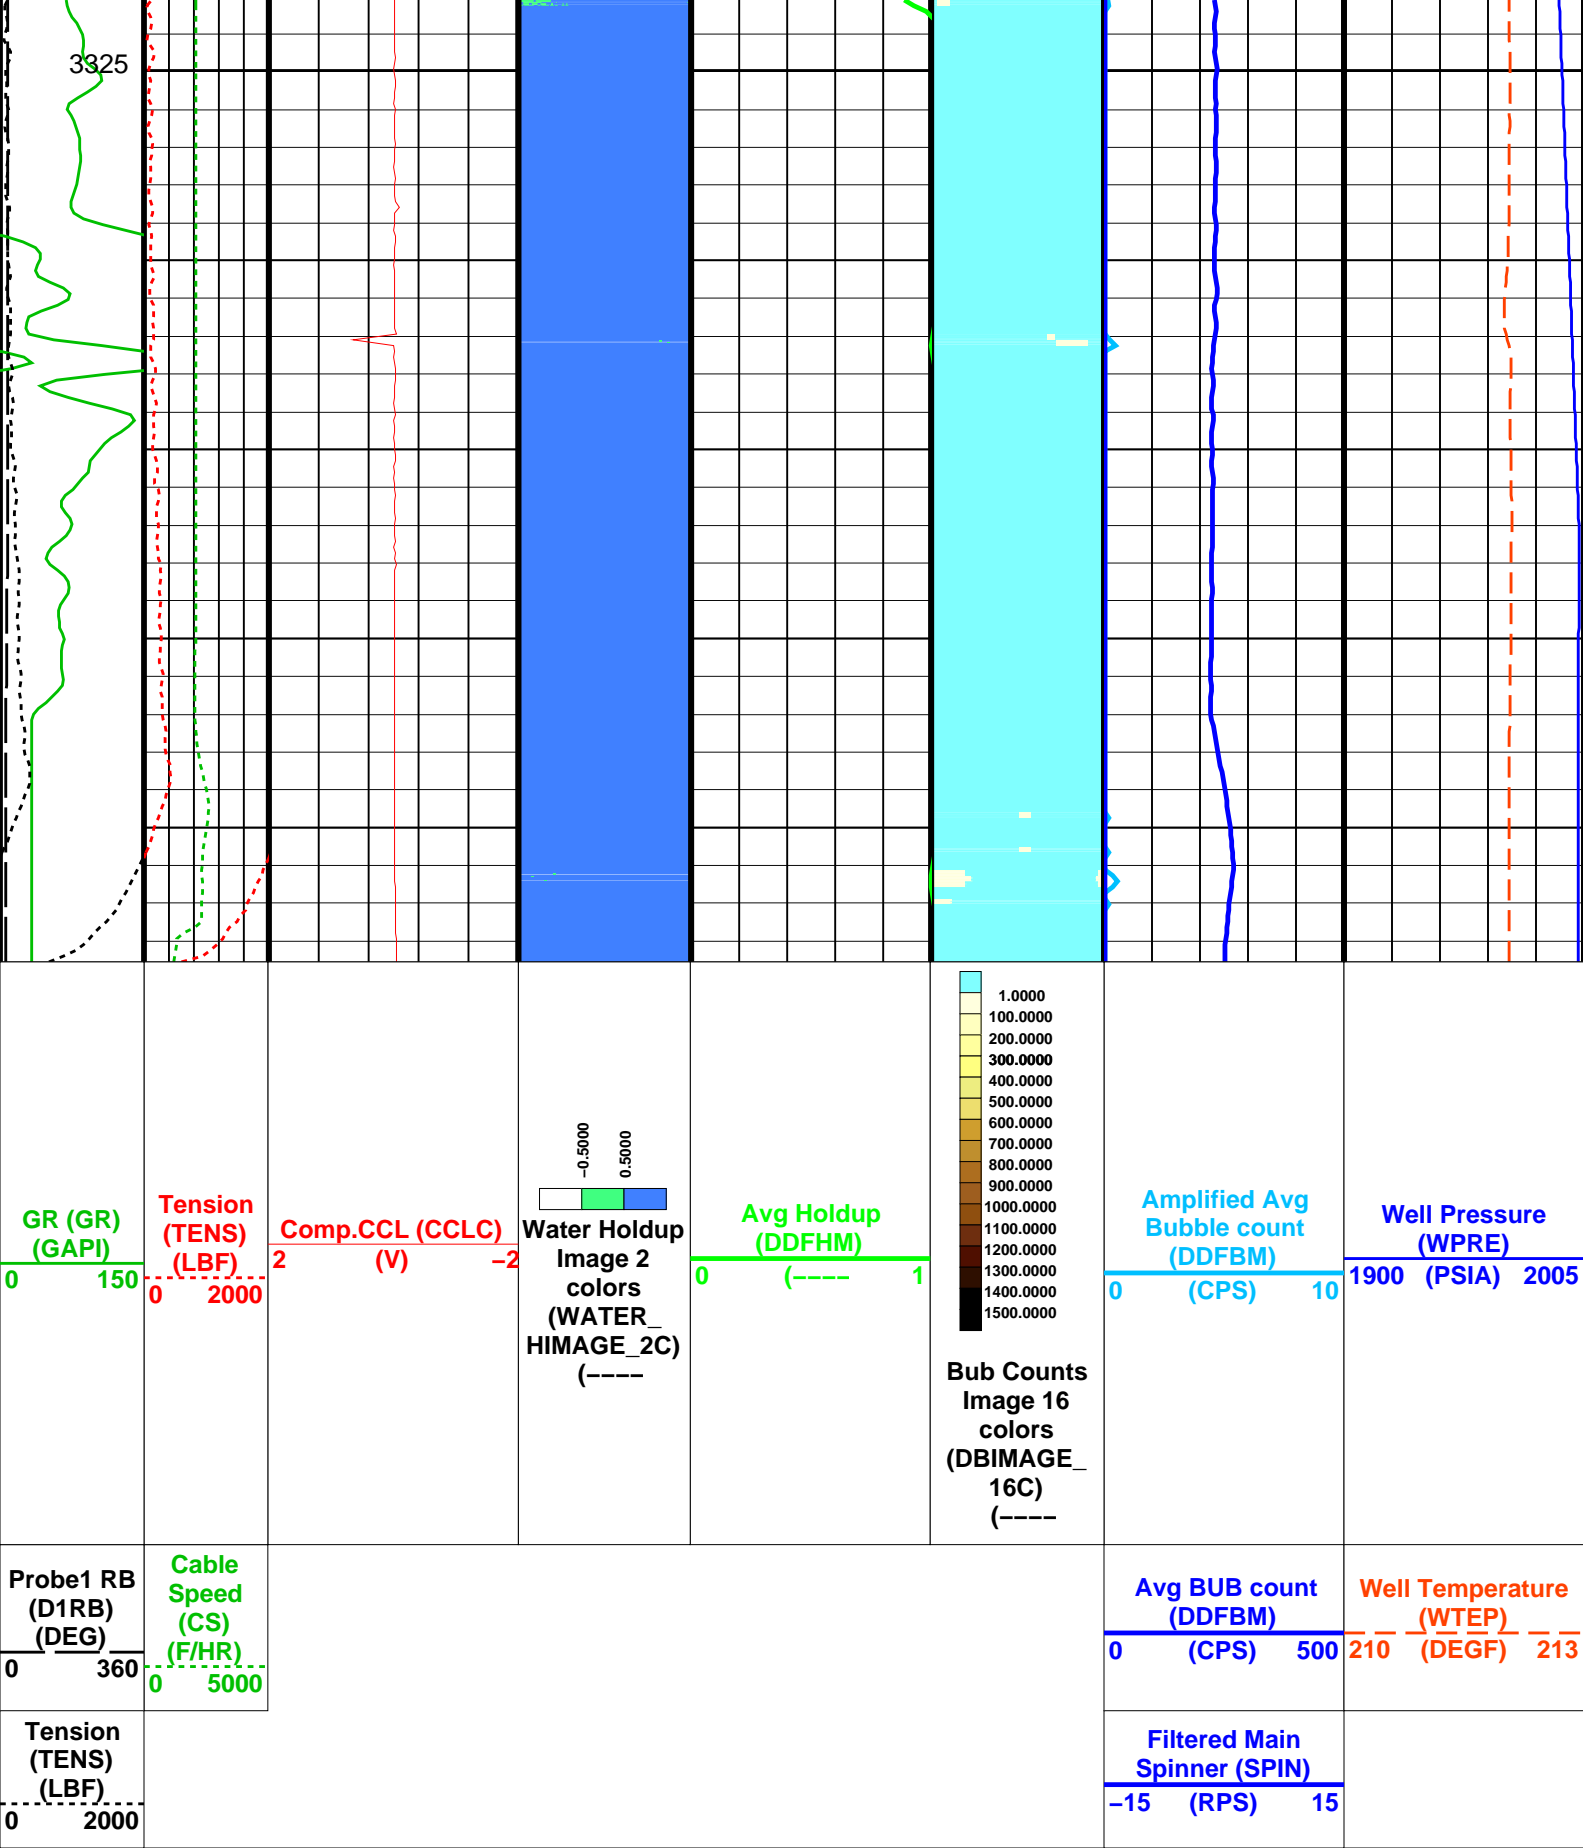 3325
GR (GR)
(GAPI)
0 150
Tension
(TENS)
(LBF)
0 2000
Comp.CCL (CCLC)
2 (V) −2
−0.5000
0.5000
Water Holdup
Image 2
colors
(WATER_
HIMAGE_2C)
(−−−−
Avg Holdup
(DDFHM)
0 (−−−− 1
1.0000
100.0000
200.0000
300.0000
400.0000
500.0000
600.0000
700.0000
800.0000
900.0000
1000.0000
1100.0000
1200.0000
1300.0000
1400.0000
1500.0000
Bub Counts
Image 16
colors
(DBIMAGE_
16C)
(−−−−
Amplified Avg
Bubble count
(DDFBM)
0 (CPS) 10
Well Pressure
(WPRE)
1900 (PSIA) 2005
Probe1 RB
(D1RB)
(DEG)
0 360
Cable
Speed
(CS)
(F/HR)
0 5000
Avg BUB count
(DDFBM)
0 (CPS) 500
Well Temperature
(WTEP)
210 (DEGF) 213
Tension
(TENS)
(LBF)
0 2000
Filtered Main
Spinner (SPIN)
−15 (RPS) 15